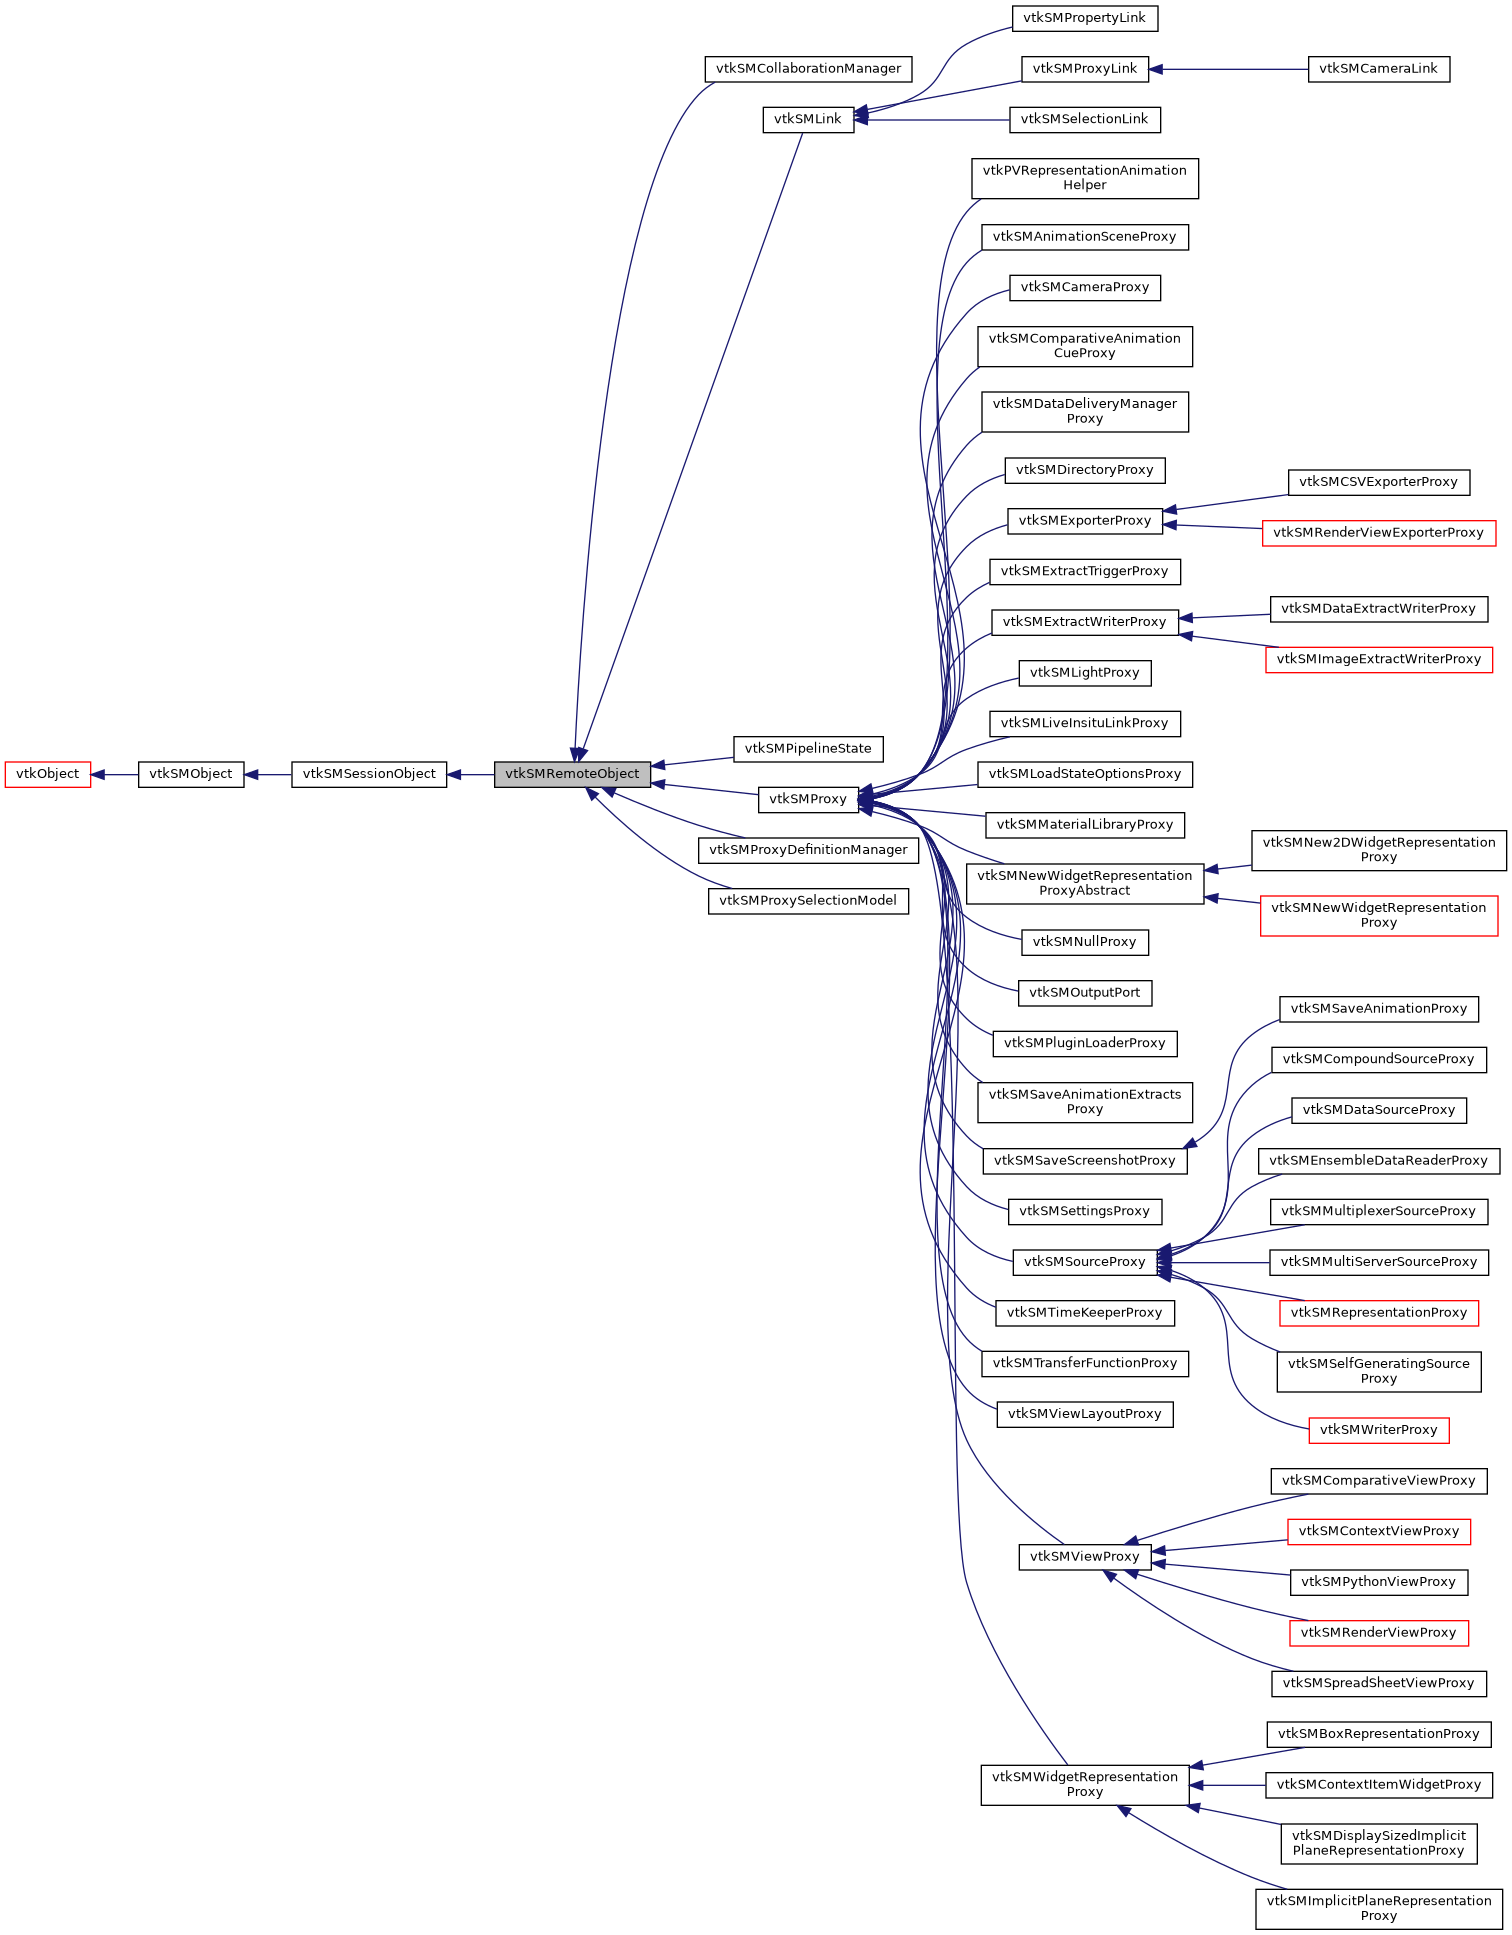 vtkObject
vtkSMObject
vtkSMSessionObject
vtkSMRemoteObject
vtkSMCollaborationManager
vtkSMLink
vtkSMPipelineState
vtkSMProxy
vtkSMProxyDefinitionManager
vtkSMProxySelectionModel
vtkSMPropertyLink
vtkSMProxyLink
vtkSMSelectionLink
vtkPVRepresentationAnimation
Helper
vtkSMAnimationSceneProxy
vtkSMCameraProxy
vtkSMComparativeAnimation
CueProxy
vtkSMDataDeliveryManager
Proxy
vtkSMDirectoryProxy
vtkSMExporterProxy
vtkSMExtractTriggerProxy
vtkSMExtractWriterProxy
vtkSMLightProxy
vtkSMLiveInsituLinkProxy
vtkSMLoadStateOptionsProxy
vtkSMMaterialLibraryProxy
vtkSMNewWidgetRepresentation
ProxyAbstract
vtkSMNullProxy
vtkSMOutputPort
vtkSMPluginLoaderProxy
vtkSMSaveAnimationExtracts
Proxy
vtkSMSaveScreenshotProxy
vtkSMSettingsProxy
vtkSMSourceProxy
vtkSMTimeKeeperProxy
vtkSMTransferFunctionProxy
vtkSMViewLayoutProxy
vtkSMViewProxy
vtkSMWidgetRepresentation
Proxy
vtkSMCameraLink
vtkSMCSVExporterProxy
vtkSMRenderViewExporterProxy
vtkSMDataExtractWriterProxy
vtkSMImageExtractWriterProxy
vtkSMNew2DWidgetRepresentation
Proxy
vtkSMNewWidgetRepresentation
Proxy
vtkSMSaveAnimationProxy
vtkSMCompoundSourceProxy
vtkSMDataSourceProxy
vtkSMEnsembleDataReaderProxy
vtkSMMultiplexerSourceProxy
vtkSMMultiServerSourceProxy
vtkSMRepresentationProxy
vtkSMSelfGeneratingSource
Proxy
vtkSMWriterProxy
vtkSMComparativeViewProxy
vtkSMContextViewProxy
vtkSMPythonViewProxy
vtkSMRenderViewProxy
vtkSMSpreadSheetViewProxy
vtkSMBoxRepresentationProxy
vtkSMContextItemWidgetProxy
vtkSMDisplaySizedImplicit
PlaneRepresentationProxy
vtkSMImplicitPlaneRepresentation
Proxy